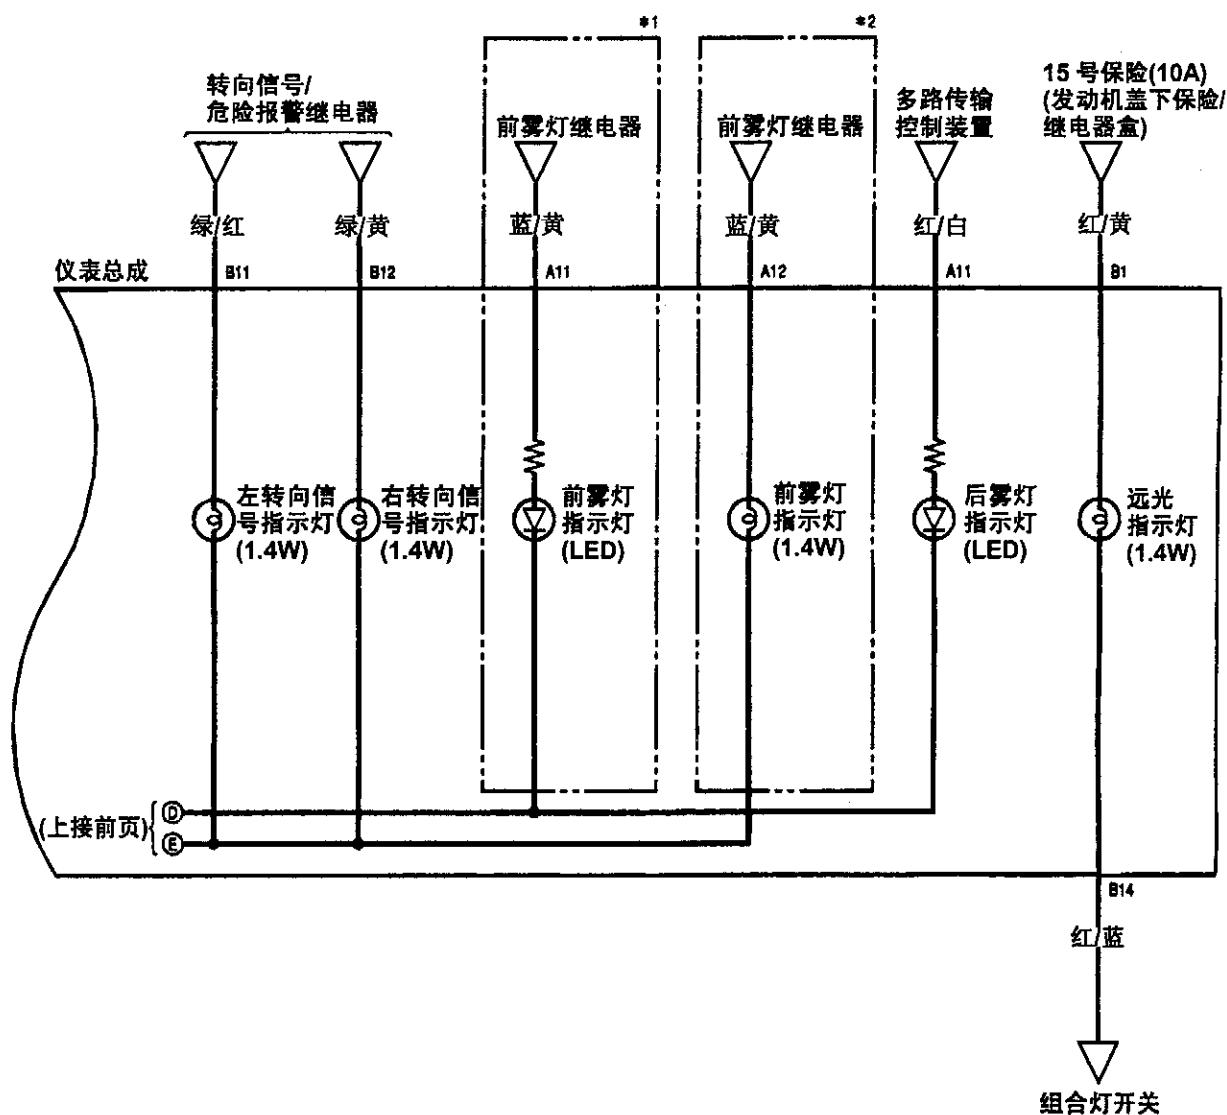 *1
*2
转向信号/
危险报警继电器
前雾灯继电器
前雾灯继电器
多路传输
控制装置
15 号保险(10A)
(发动机盖下保险/
继电器盒)
绿/红
绿/黄
蓝/黄
蓝/黄
红/白
红/黄
仪表总成
B11
B12
A11
A12
A11
B1
左转向信
号指示灯
(1.4W)
右转向信
号指示灯
(1.4W)
前雾灯
指示灯
(LED)
前雾灯
指示灯
(1.4W)
后雾灯
指示灯
(LED)
远光
指示灯
(1.4W)
(上接前页)
D
E
B14
红/蓝
组合灯开关